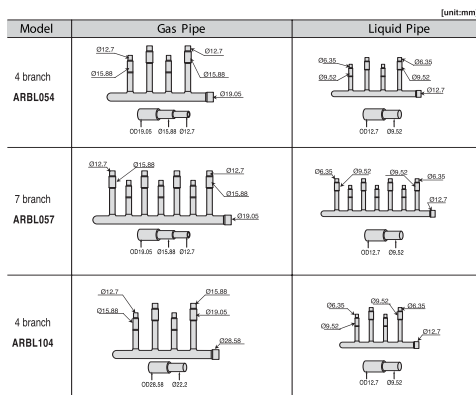 [unit:mm
Model Gas Pipe Liquid Pipe
4 branch
ARBL054
Ø12.7 Ø12.7
Ø15.88 Ø15.88
Ø19.05
OD19.05 Ø15.88 Ø12.7
Ø6.35 Ø6.35
Ø9.52 Ø9.52
Ø12.7
OD12.7 Ø9.52
7 branch
ARBL057
Ø12.7 Ø15.88 Ø12.7
Ø15.88
Ø19.05
OD19.05 Ø15.88 Ø12.7
Ø6.35 Ø9.52 Ø9.52 Ø6.35
Ø12.7
OD12.7 Ø9.52
4 branch
ARBL104
Ø12.7 Ø15.88
Ø15.88 Ø19.05
Ø28.58
OD28.58 Ø22.2
Ø6.35 Ø9.52 Ø6.35
Ø9.52
Ø12.7
OD12.7 Ø9.52